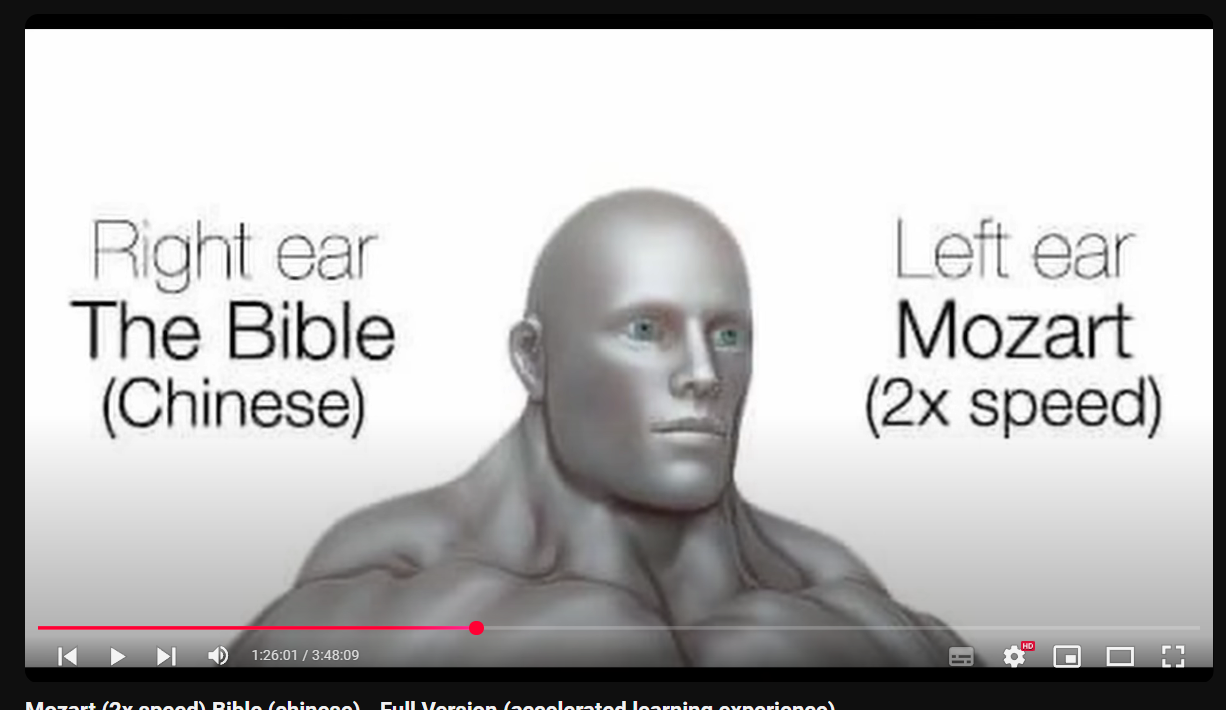 Right ear
The Bible
(Chinese)
Left ear
Mozart
(2x speed)
1:26:01 / 3:48:09
HD
Mozart (2x speed) Bible (chinese) - Full Version (accelerated learning experience)